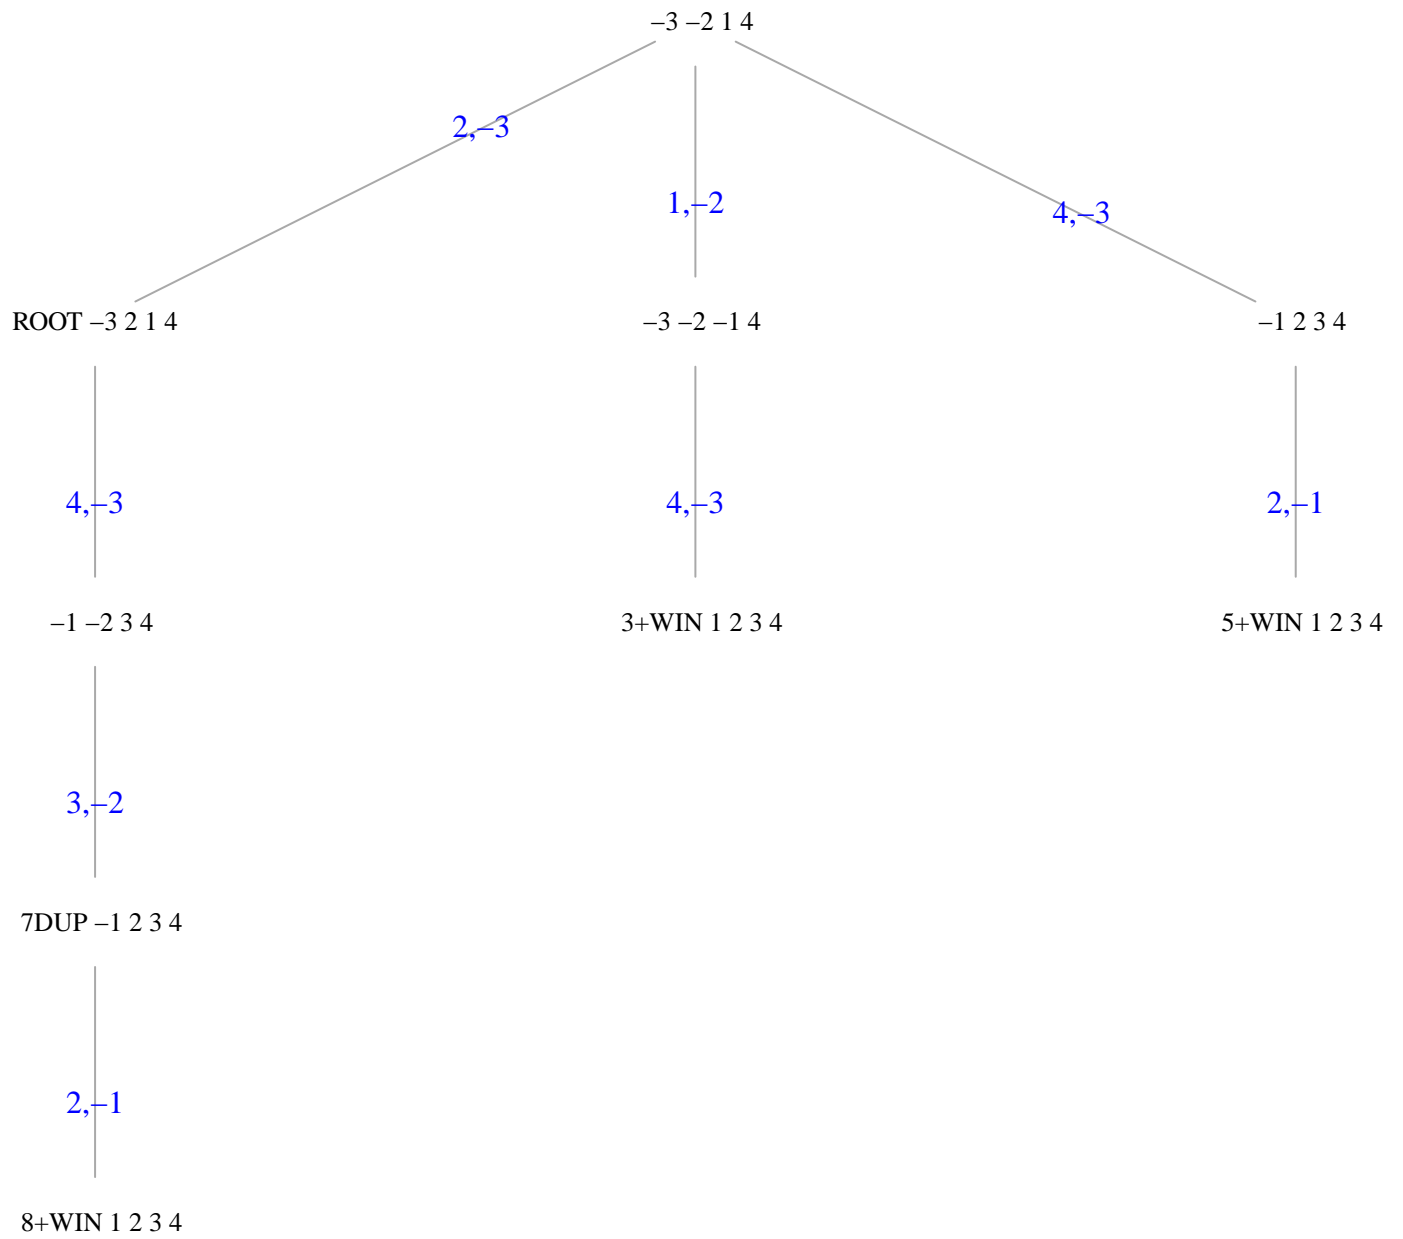 –3 –2 1 4
2,–3
1,–2
4,–3
ROOT –3 2 1 4
–3 –2 –1 4
–1 2 3 4
4,–3
4,–3
2,–1
–1 –2 3 4
3+WIN 1 2 3 4
5+WIN 1 2 3 4
3,–2
7DUP –1 2 3 4
2,–1
8+WIN 1 2 3 4